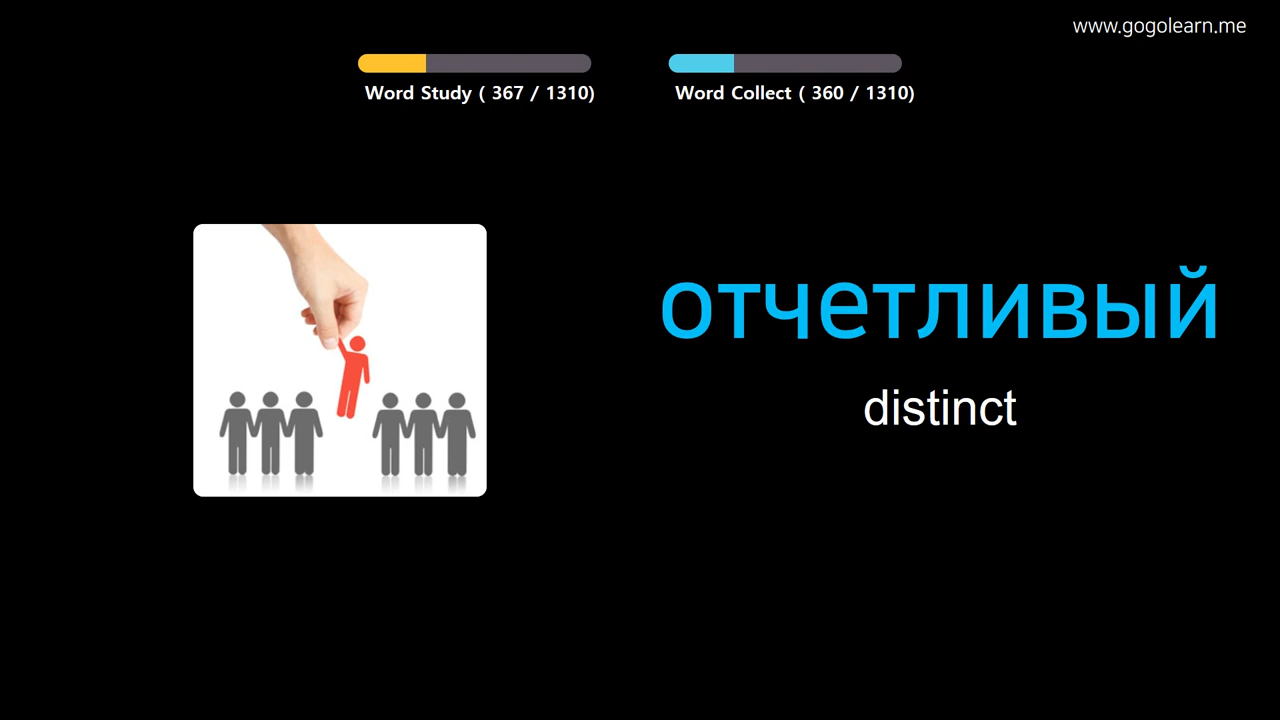 www.gogolearn.me
Word Study ( 367 / 1310)
Word Collect ( 360 / 1310)
отчетливый
distinct